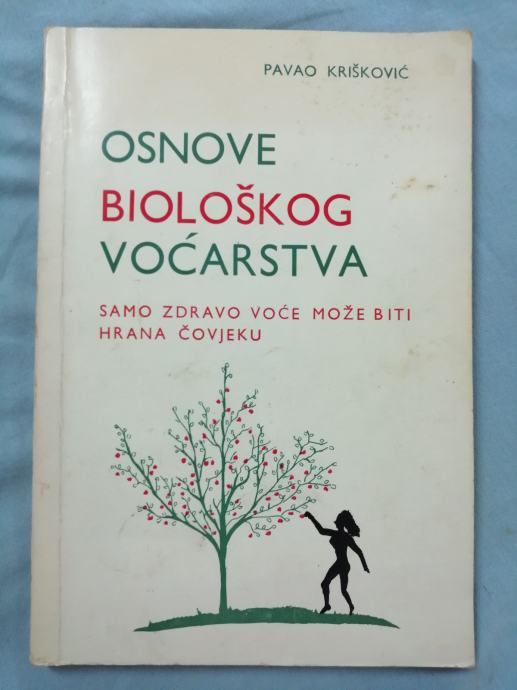 PAVAO KRIŠKOVIĆ
OSNOVE
BIOLOŠKOG
VOĆARSTVA
SAMO ZDRAVO VOĆE MOŽE BITI
HRANA ČOVJEKU